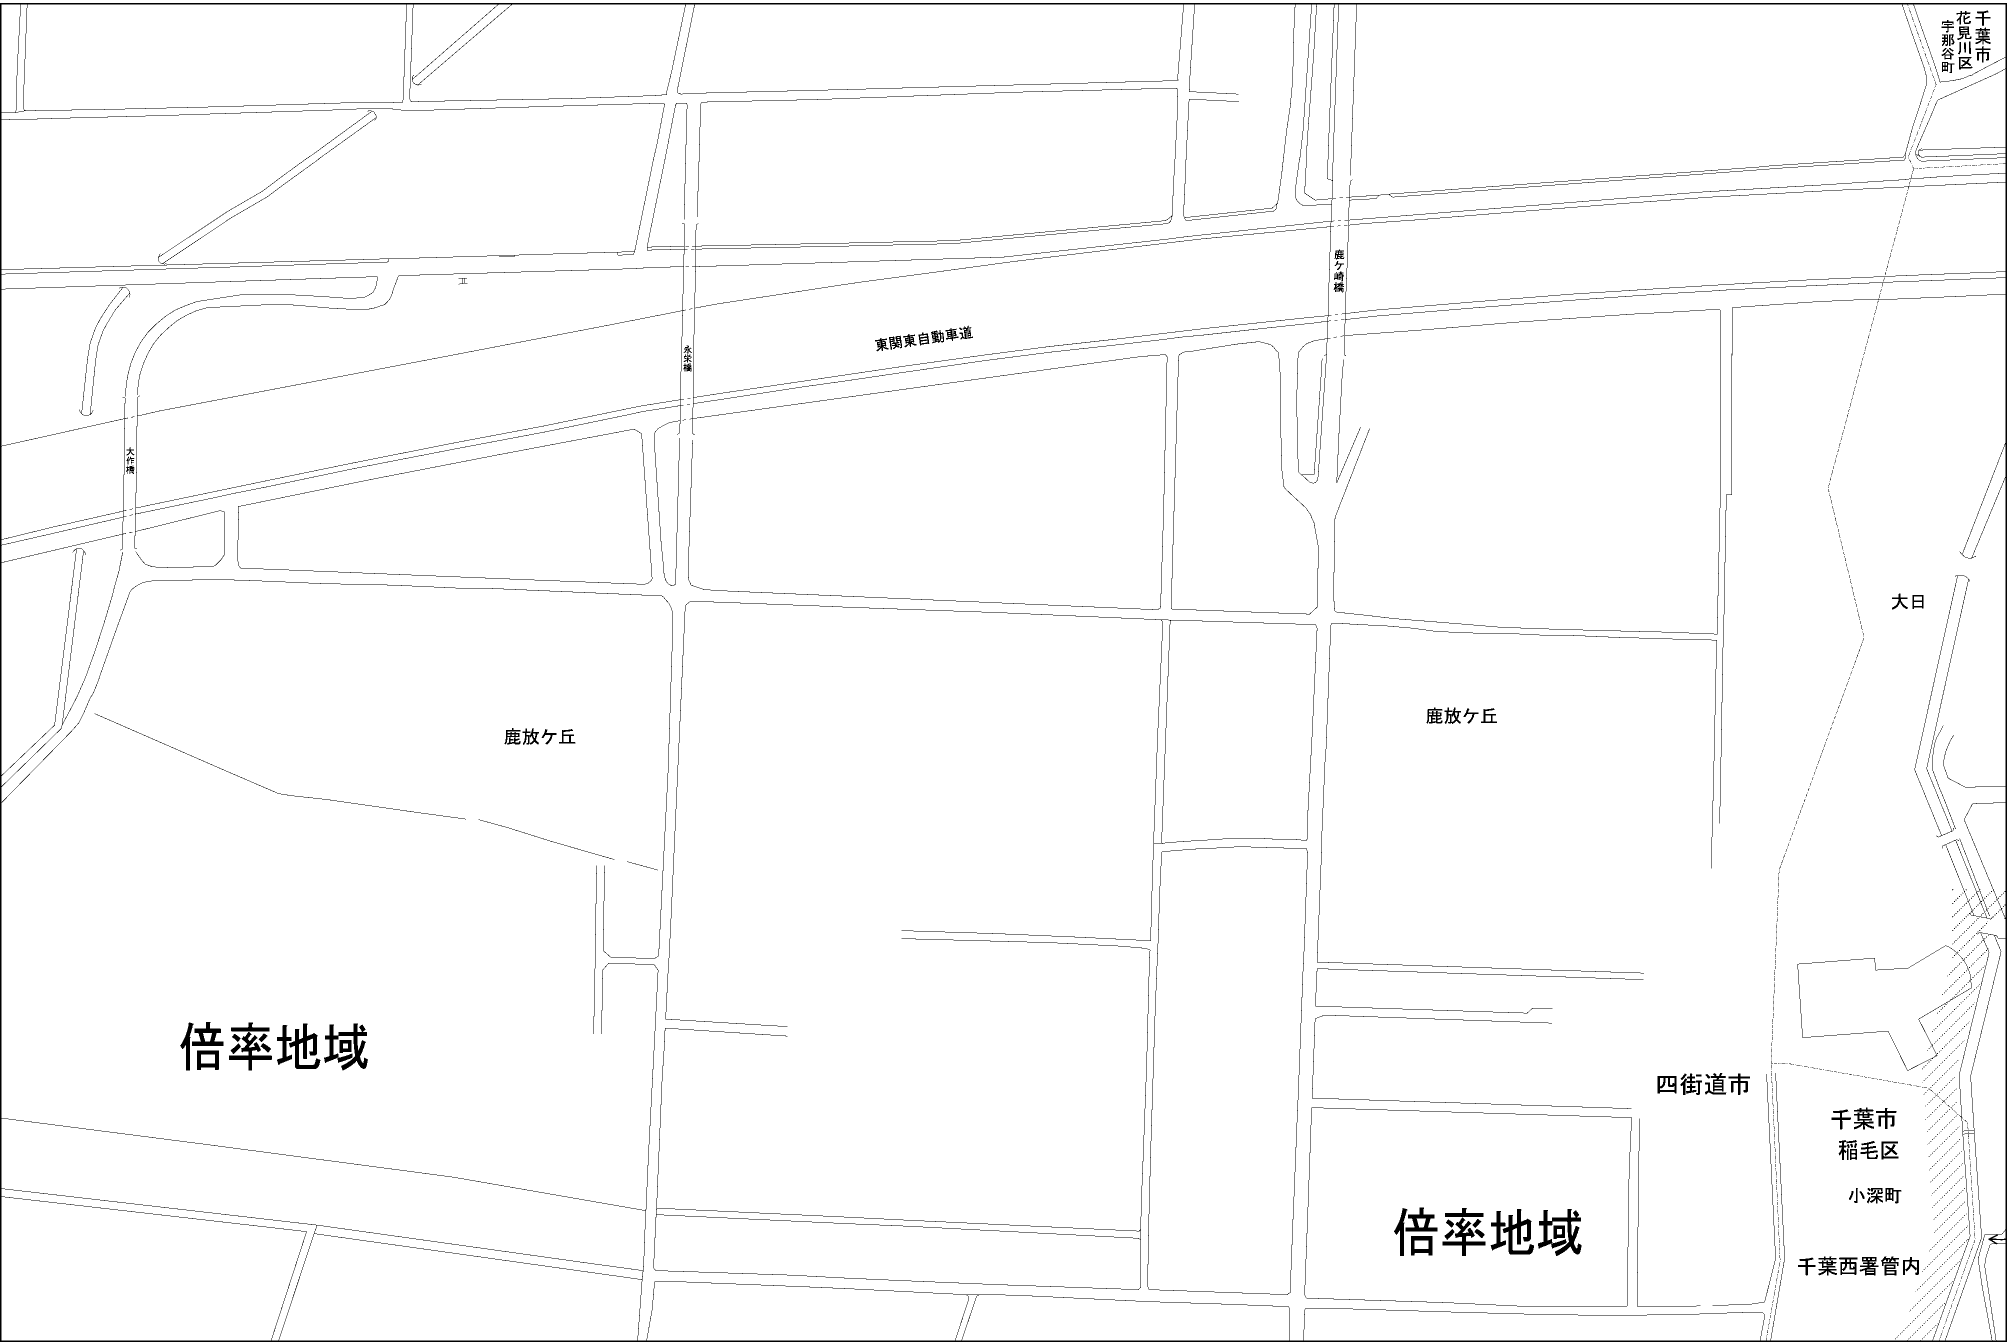 千葉市
花見川区
宇那谷町
鹿ケ崎橋
東関東自動車道
永栄橋
大作橋
大日
鹿放ケ丘
鹿放ケ丘
倍率地域
四街道市
千葉市
稲毛区
小深町
倍率地域
千葉西署管内